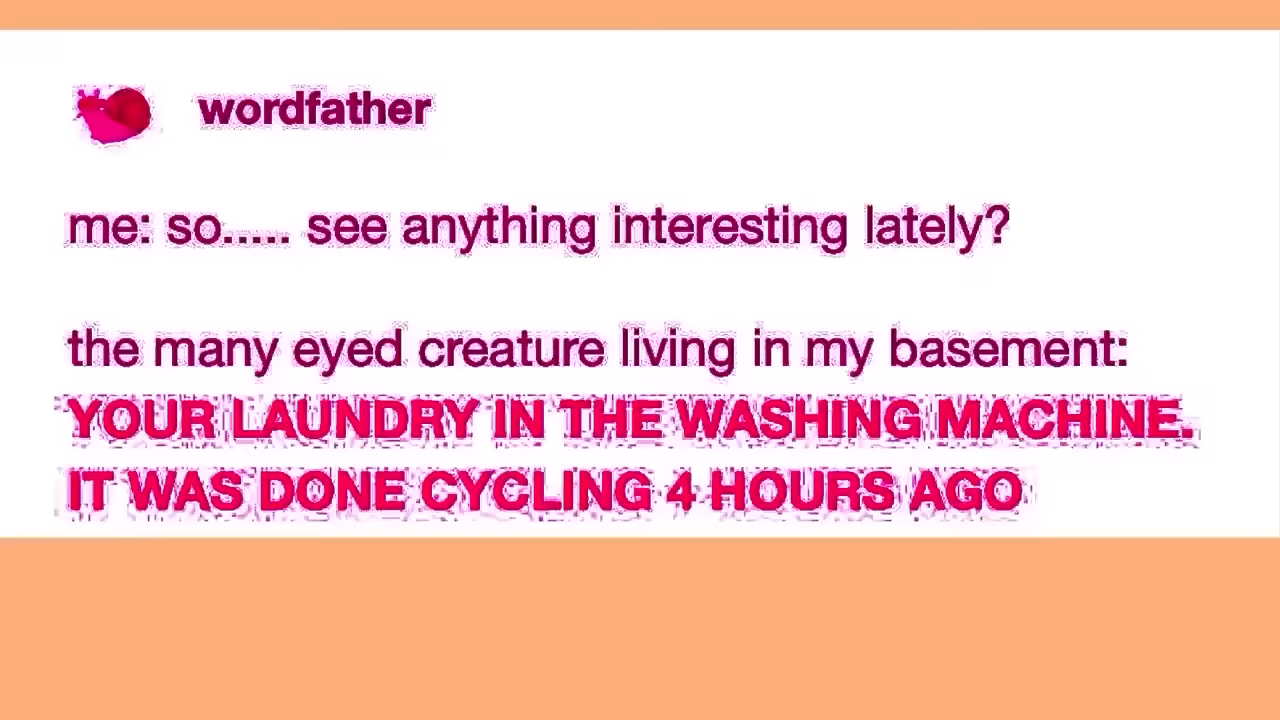 wordfather
me: so..... see anything interesting lately?
the many eyed creature living in my basement:
YOUR LAUNDRY IN THE WASHING MACHINE.
IT WAS DONE CYCLING 4 HOURS AGO